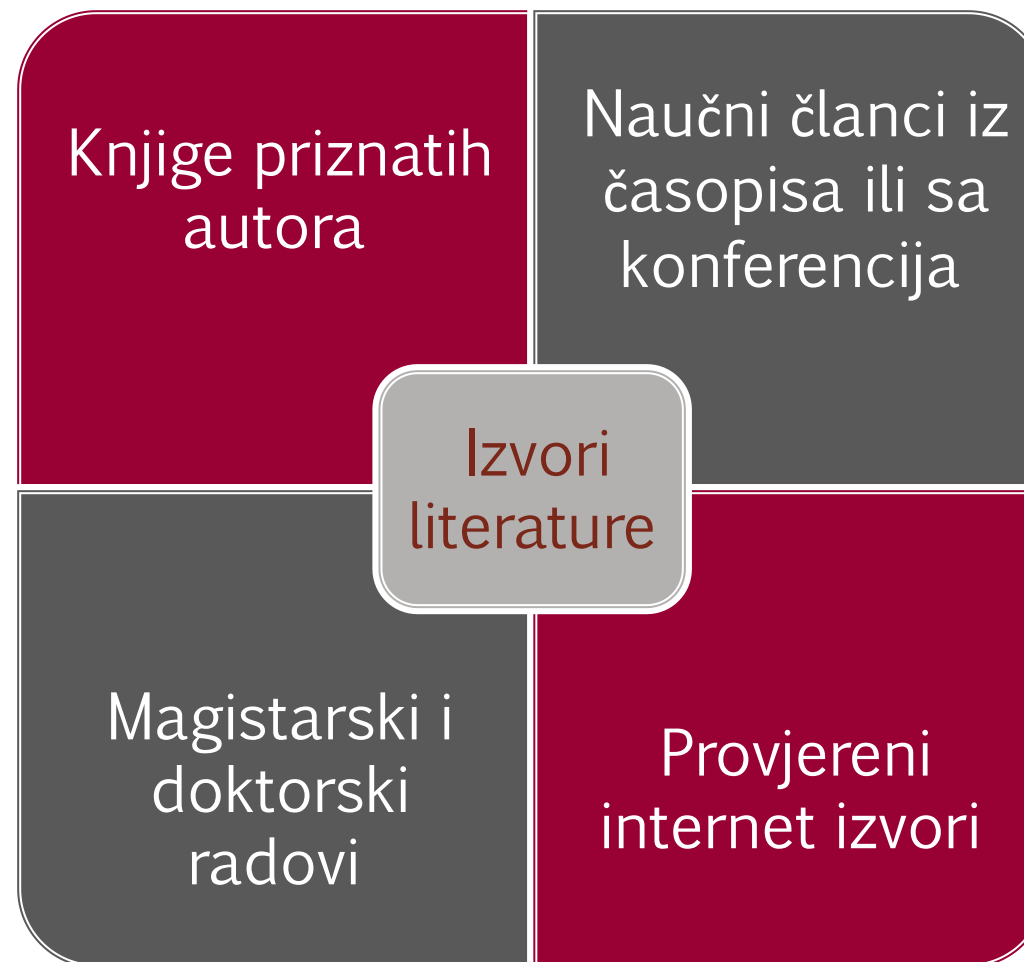 Knjige priznatih
autora
Naučni članci iz
časopisa ili sa
konferencija
Izvori
literature
Magistarski i
doktorski
radovi
Provjereni
internet izvori